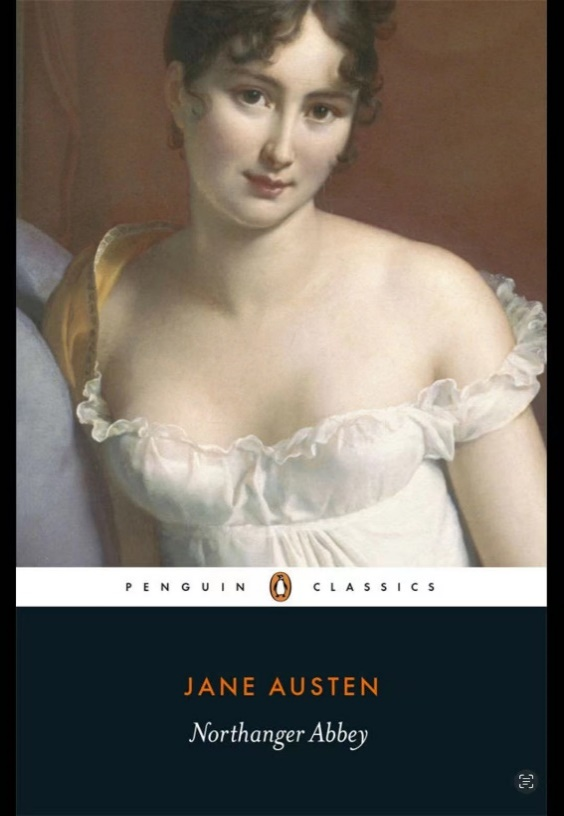 PENGUIN CLASSICS
JANE AUSTEN
Northanger Abbey